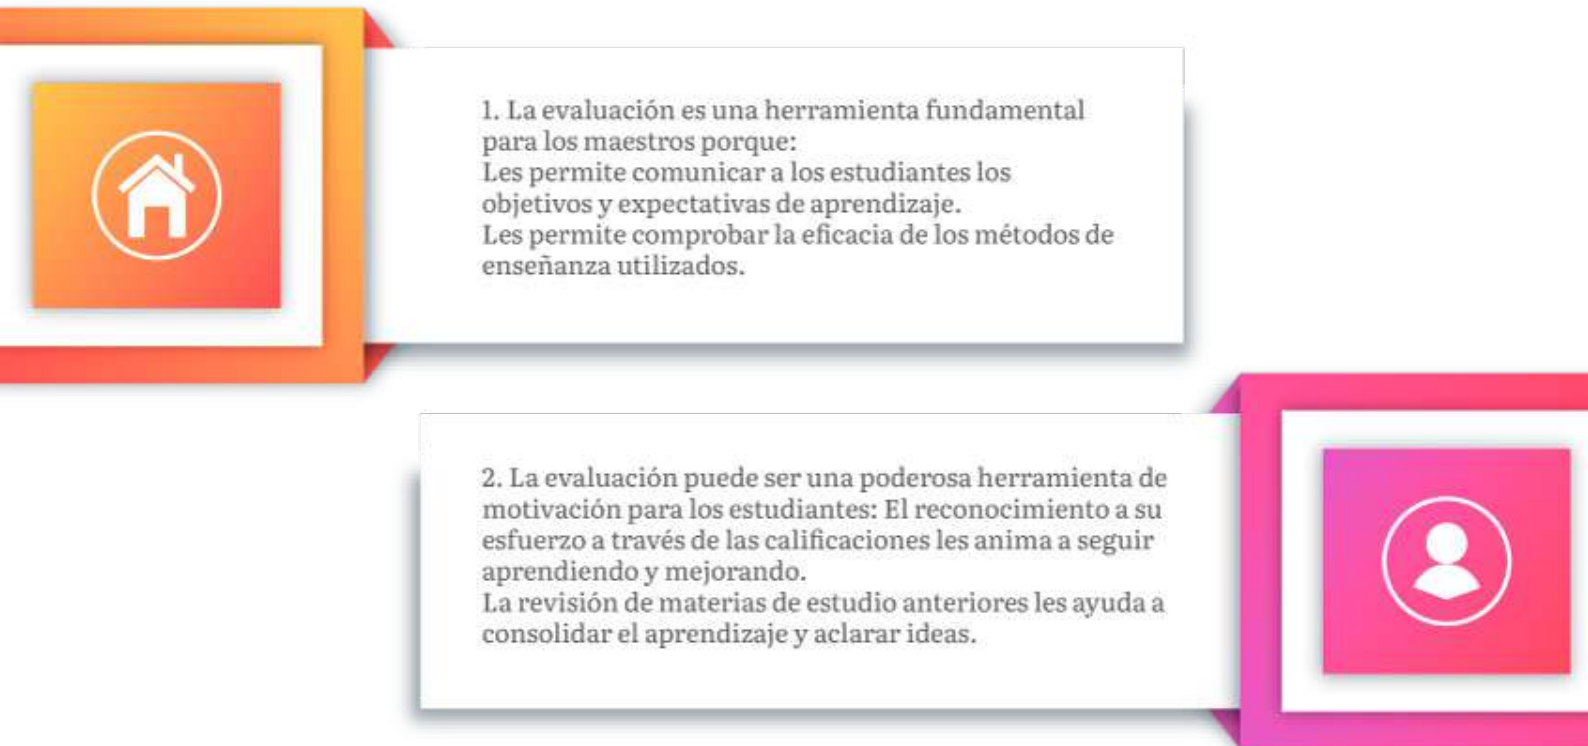 1. La evaluación es una herramienta fundamental
para los maestros porque:
Les permite comunicar a los estudiantes los
objetivos y expectativas de aprendizaje.
Les permite comprobar la eficacia de los métodos de
enseñanza utilizados.
2. La evaluación puede ser una poderosa herramienta de
motivación para los estudiantes: El reconocimiento a su
esfuerzo a través de las calificaciones les anima a seguir
aprendiendo y mejorando.
La revisión de materias de estudio anteriores les ayuda a
consolidar el aprendizaje y aclarar ideas.